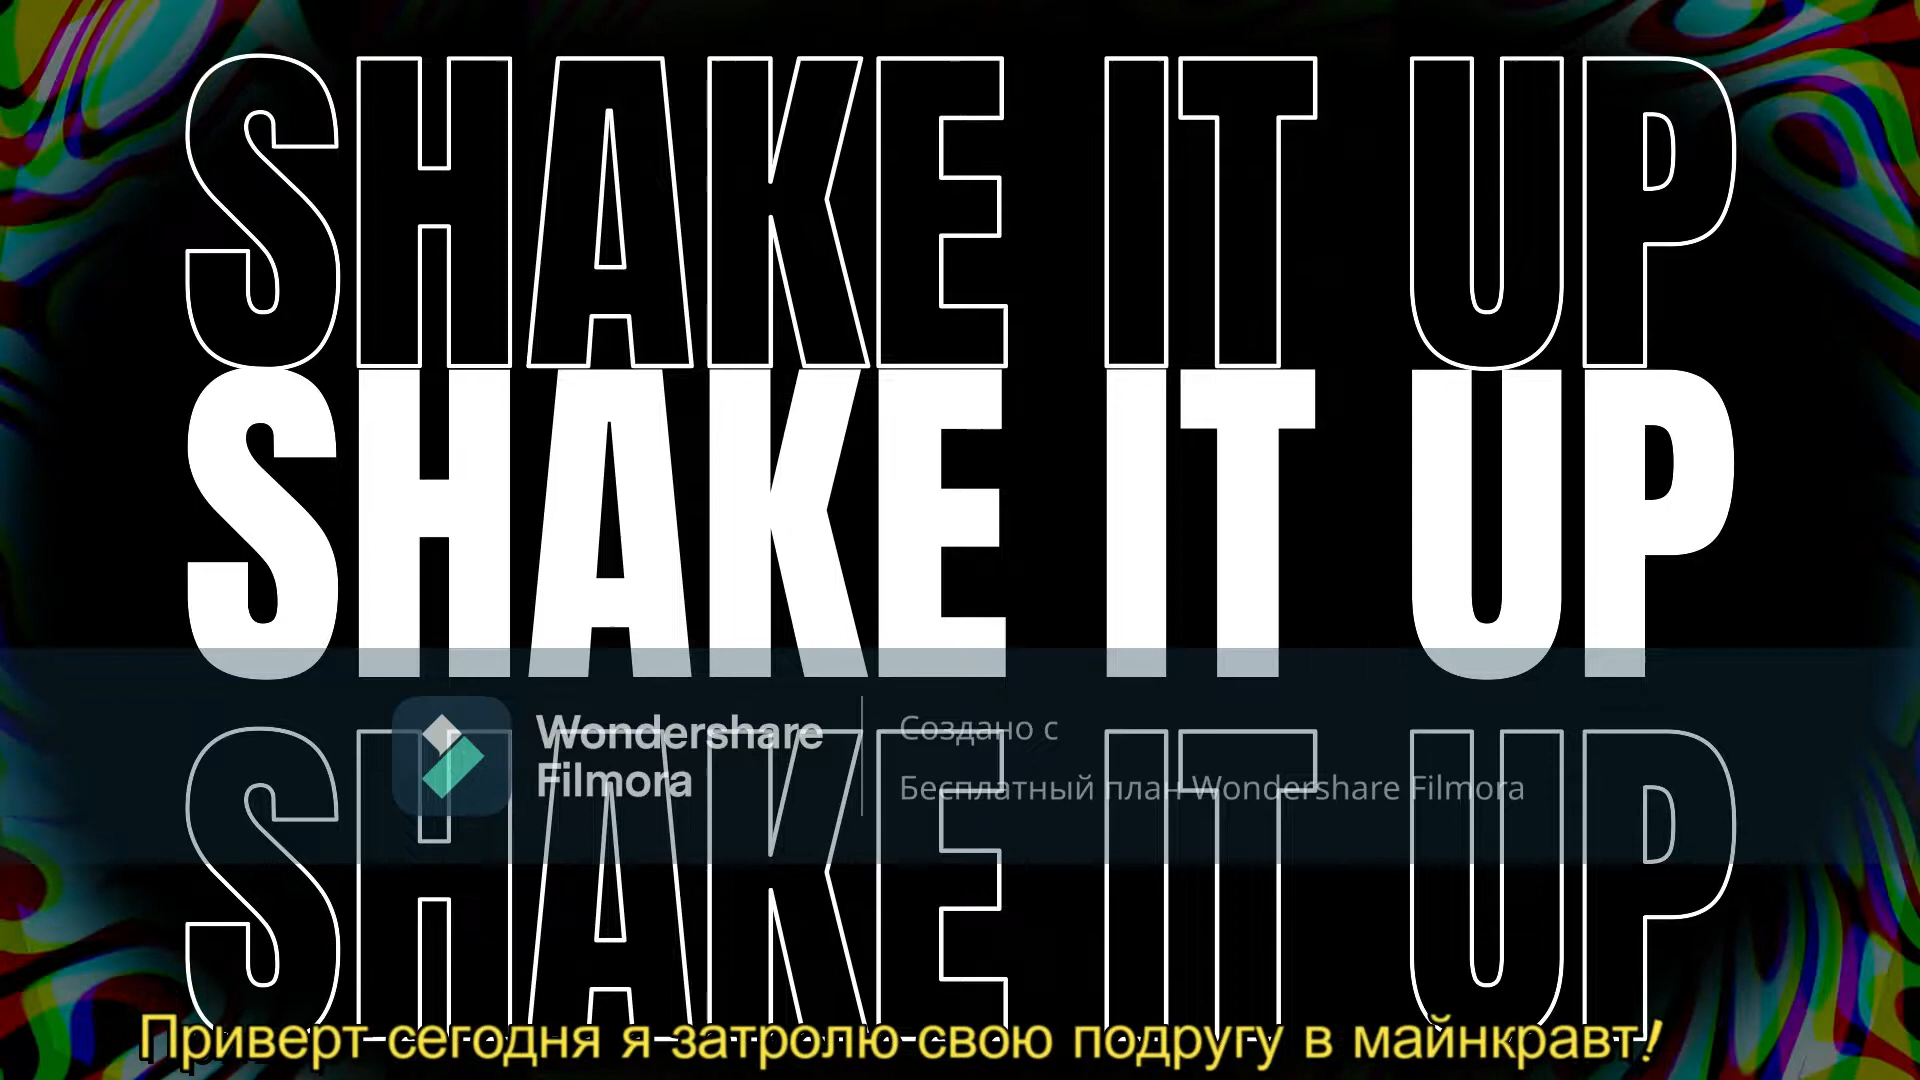 SHAKE IT UP
SHAKE IT UP
Wondershare
Filmora
Создано с
Бесплатный план Wondershare Filmora
SHAKE IT UP
Приверт сегодня я затролю свою подругу в майнкравт!